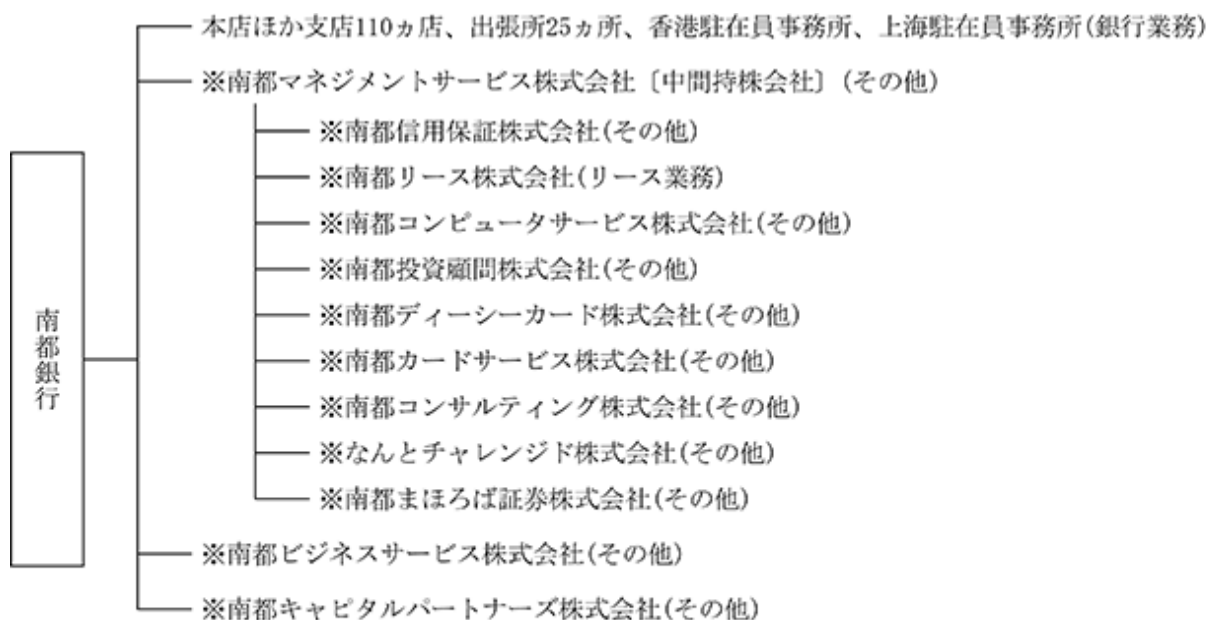 本店ほか支店110ヵ店、出張所25ヵ所、香港駐在員事務所、上海駐在員事務所(銀行業務)
※南都マネジメントサービス株式会社〔中間持株会社〕(その他)
※南都信用保証株式会社(その他)
※南都リース株式会社(リース業務)
※南都コンピュータサービス株式会社(その他)
※南都投資顧問株式会社(その他)
※南都ディーシーカード株式会社(その他)
※南都カードサービス株式会社(その他)
※南都コンサルティング株式会社(その他)
※なんとチャレンジド株式会社(その他)
※南都まほろば証券株式会社(その他)
南都銀行
※南都ビジネスサービス株式会社(その他)
※南都キャピタルパートナーズ株式会社(その他)